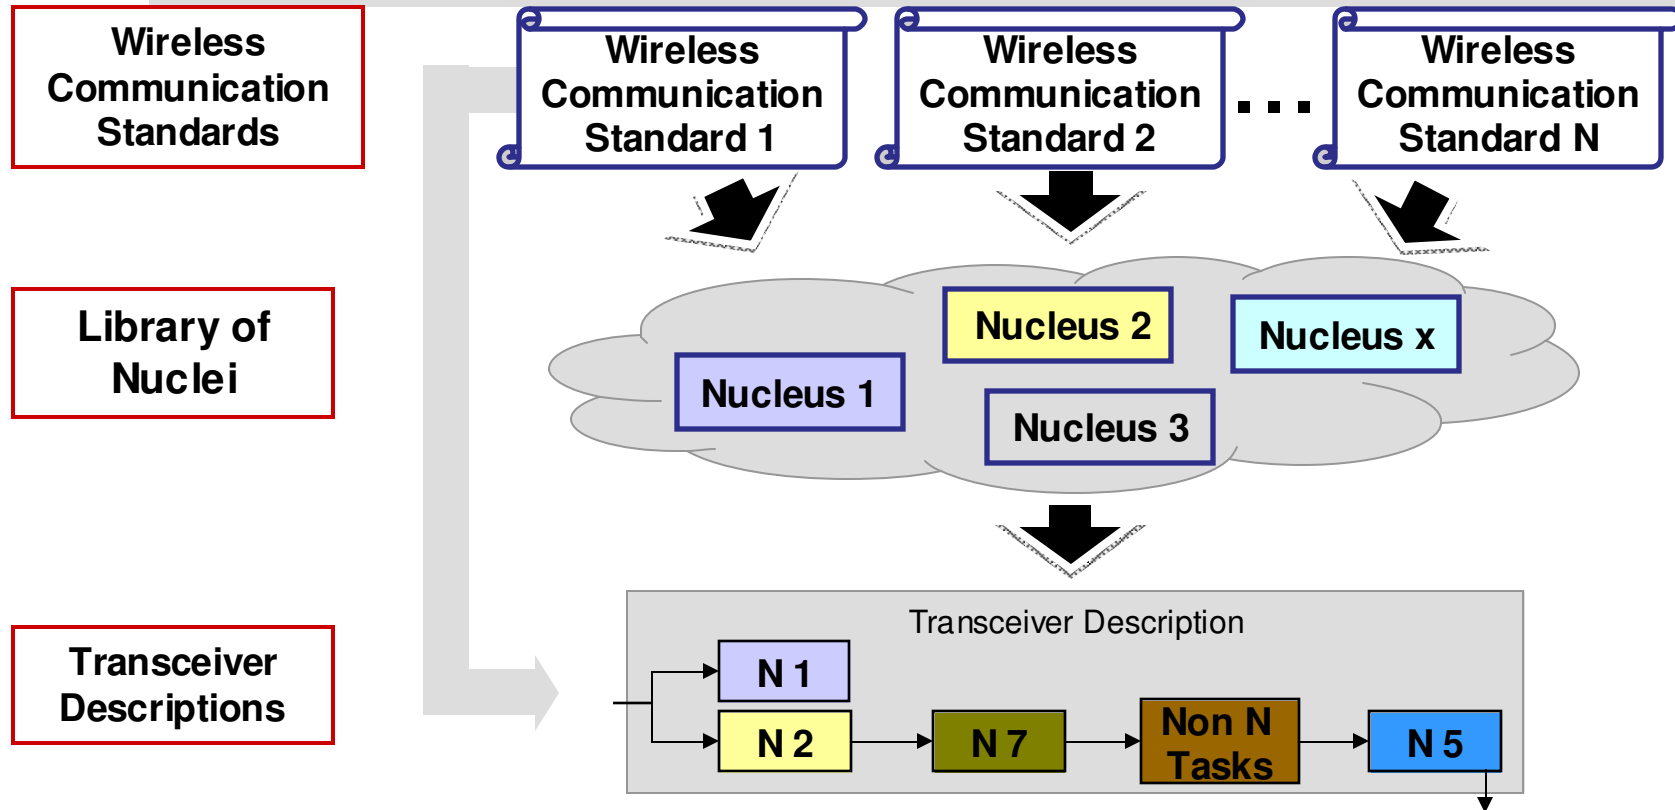 Wireless
Communication
Standards
Wireless
Communication
Standard 1
Wireless
Communication
Standard 2
...
Wireless
Communication
Standard N
Library of
Nuclei
Nucleus 1
Nucleus 2
Nucleus 3
Nucleus x
Transceiver
Descriptions
Transceiver Description
N 1
N 2
N 7
Non N
Tasks
N 5